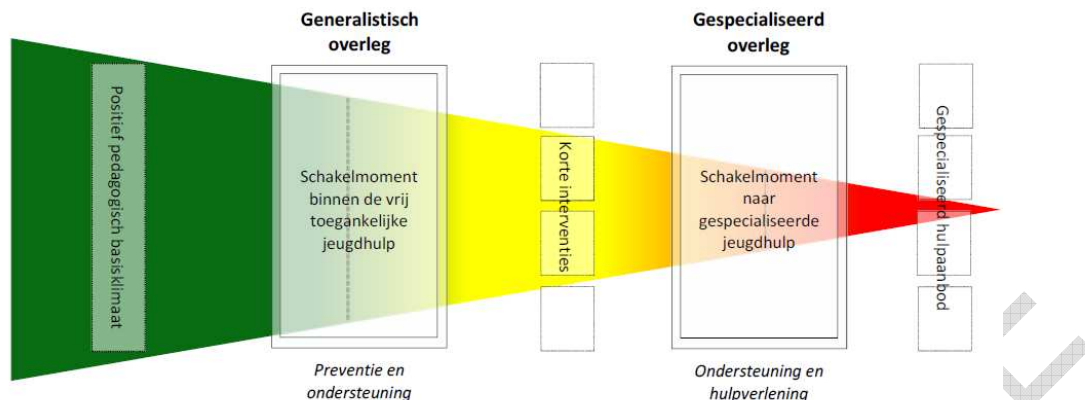 Generalistisch
overleg
Gespecialiseerd
overleg
Positief pedagogisch basisklimaat
Schakelmoment
binnen de vrij
toegankelijke
jeugdhulp
Korte interventies
Schakelmoment
naar
gespecialiseerde
jeugdhulp
Gespecialiseerd hulpaanbod
Preventie en
ondersteuning
Ondersteuning en
hulpverlening